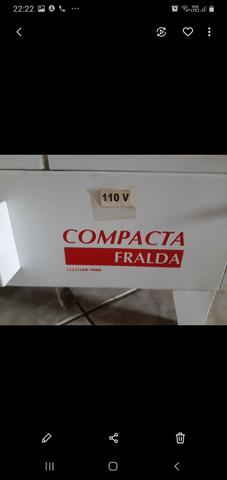 22:22
110 V
COMPACTA
FRALDA